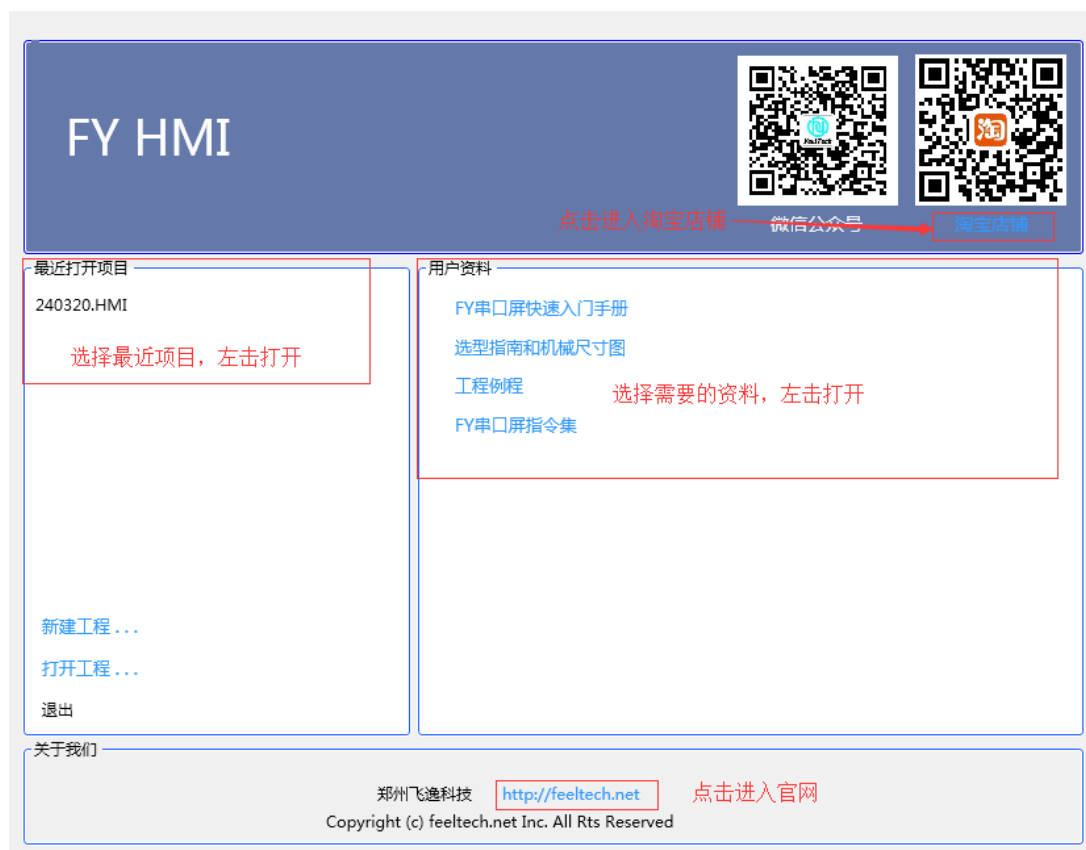 FY HMI
点击进入淘宝店铺
微信公众号
淘宝店铺
最近打开项目
240320.HMI
选择最近项目，左击打开
新建工程 . . .
打开工程 . . .
退出
用户资料
FY串口屏快速入门手册
选型指南和机械尺寸图
工程例程
选择需要的资料，左击打开
FY串口屏指令集
关于我们
郑州飞逸科技 http://feeltech.net 点击进入官网
Copyright (c) feeltech.net Inc. All Rts Reserved
淘
FeelTech